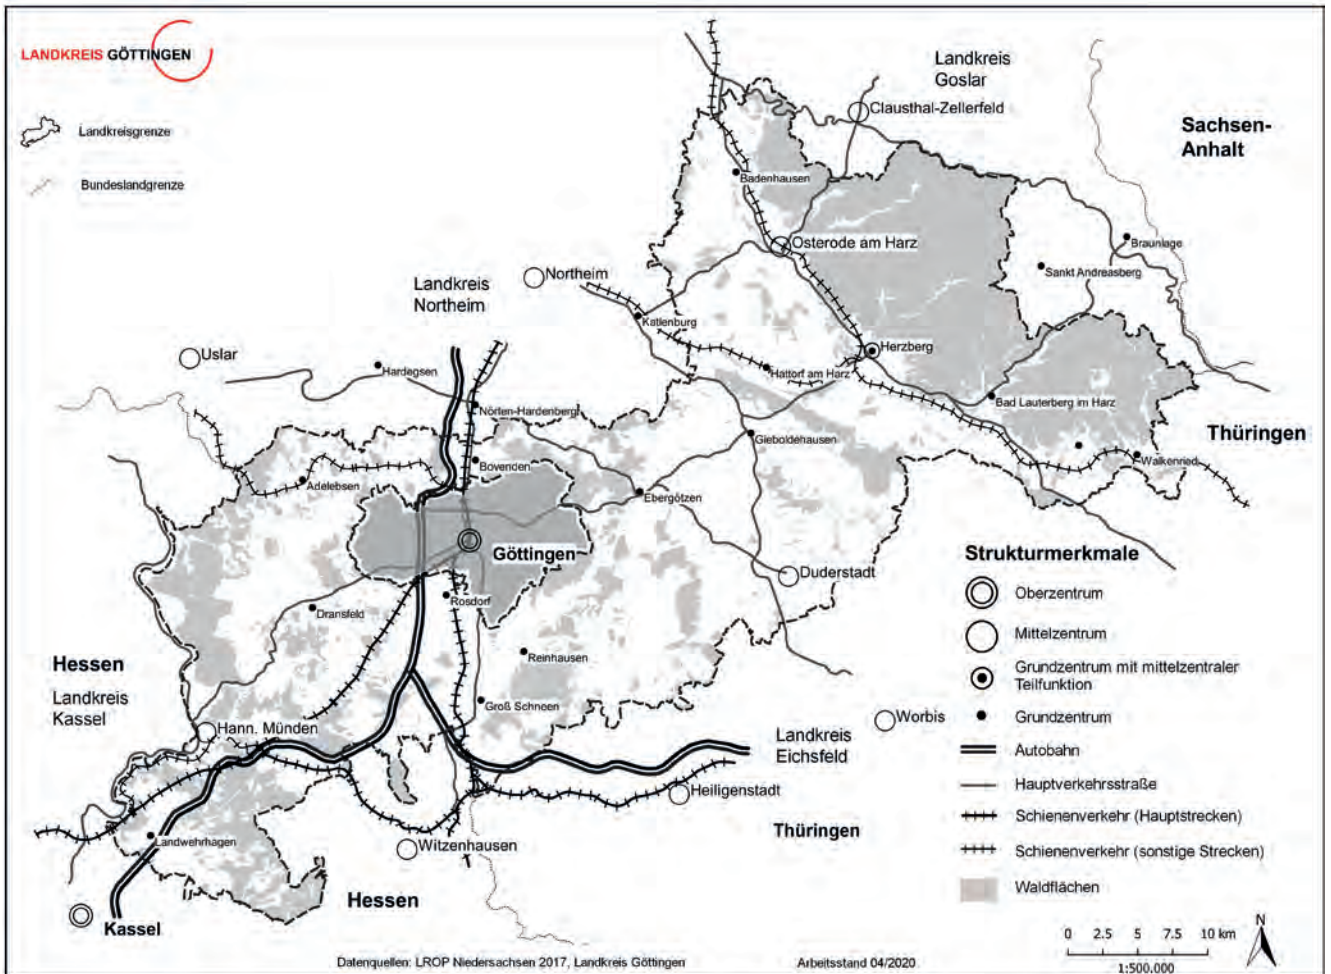 LANDKREIS GÖTTINGEN
Landkreisgrenze
Bundeslandgrenze
Landkreis
Goslar
Clausthal-Zellerfeld
Sachsen-
Anhalt
Badenhausen
Osterode am Harz
Braunlage
Sankt Andreasberg
Landkreis
Northeim
Northeim
Katlenburg
Uslar
Hardegsen
Herzberg
Hattorf am Harz
Bad Lauterberg im Harz
Nörten-Hardenberg
Gieboldehausen
Thüringen
Bovenden
Walkenried
Adelebsen
Ebergötzen
Göttingen
Duderstadt
Rosdorf
Dransfeld
Reinhausen
Hessen
Landkreis
Kassel
Groß Schneen
Hann. Münden
Worbis
Landkreis
Eichsfeld
Heiligenstadt
Thüringen
Landwehrhagen
Witzenhausen
Hessen
Kassel
Strukturmerkmale
Oberzentrum
Mittelzentrum
Grundzentrum mit mittelzentraler
Teilfunktion
Grundzentrum
Autobahn
Hauptverkehrsstraße
Schienenverkehr (Hauptstrecken)
Schienenverkehr (sonstige Strecken)
Waldflächen
N
0 2.5 5 7.5 10 km
1:500.000
Datenquellen: LROP Niedersachsen 2017, Landkreis Göttingen
Arbeitsstand 04/2020